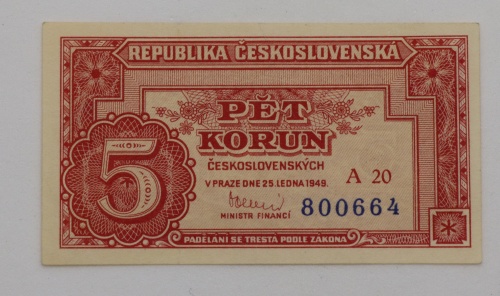 REPUBLIKA ČESKOSLOVENSKÁ
PĚT
KORUN
ČESKOSLOVENSKÝCH
V PRAZE DNE 25. LEDNA 1949.
A 20
5
MINISTR FINANCÍ
800664
PADĚLÁNÍ SE TRESTÁ PODLE ZÁKONA